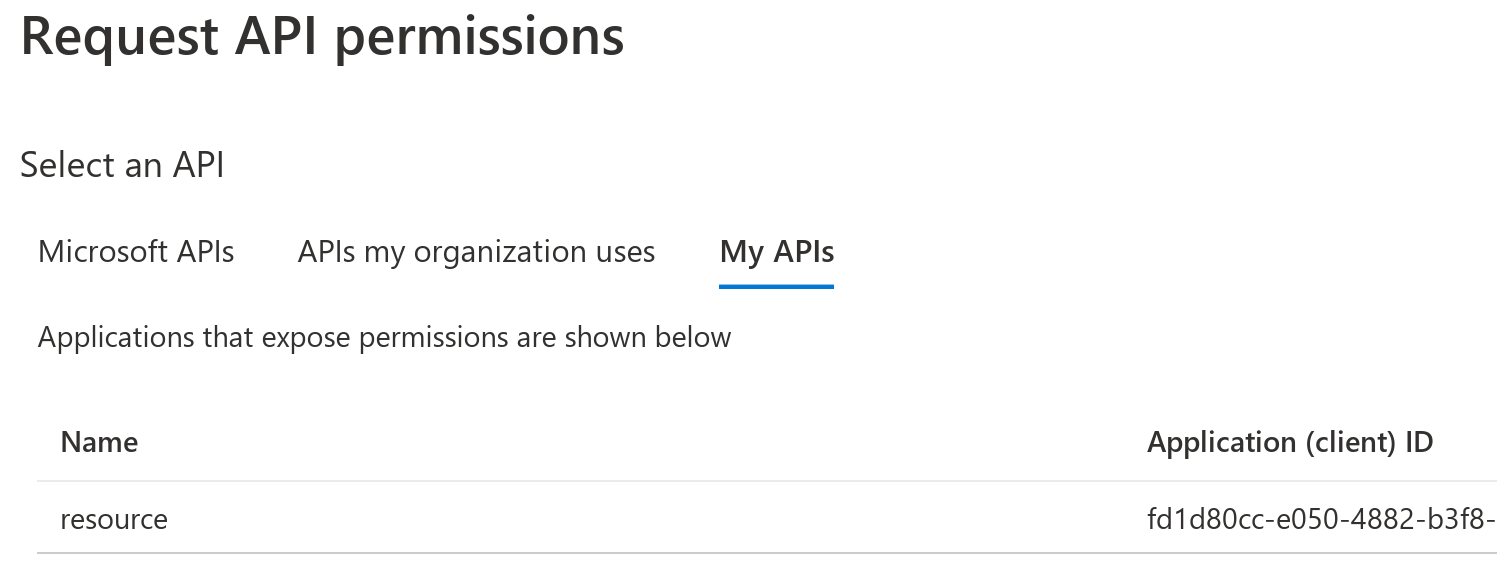 Request API permissions
Select an API
Microsoft APIs APIs my organization uses My APIs
Applications that expose permissions are shown below
Name Application (client) ID
resource fd1d80cc-e050-4882-b3f8-